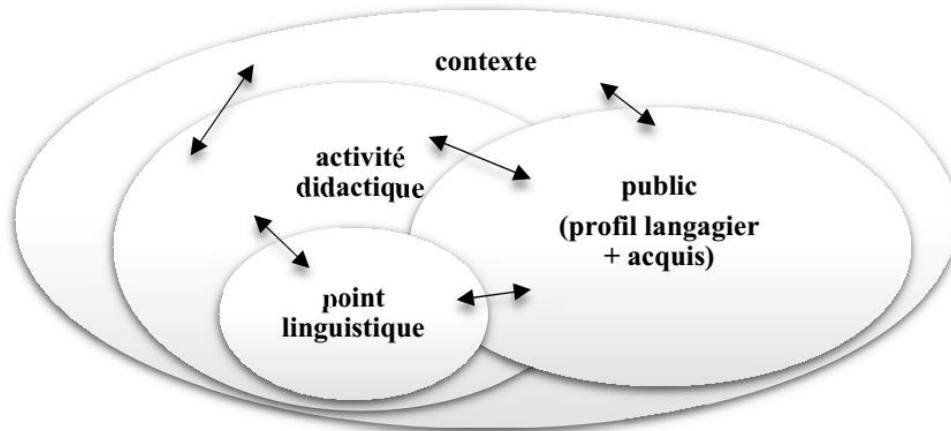 contexte
activité
didactique
public
(profil langagier
+ acquis)
point
linguistique